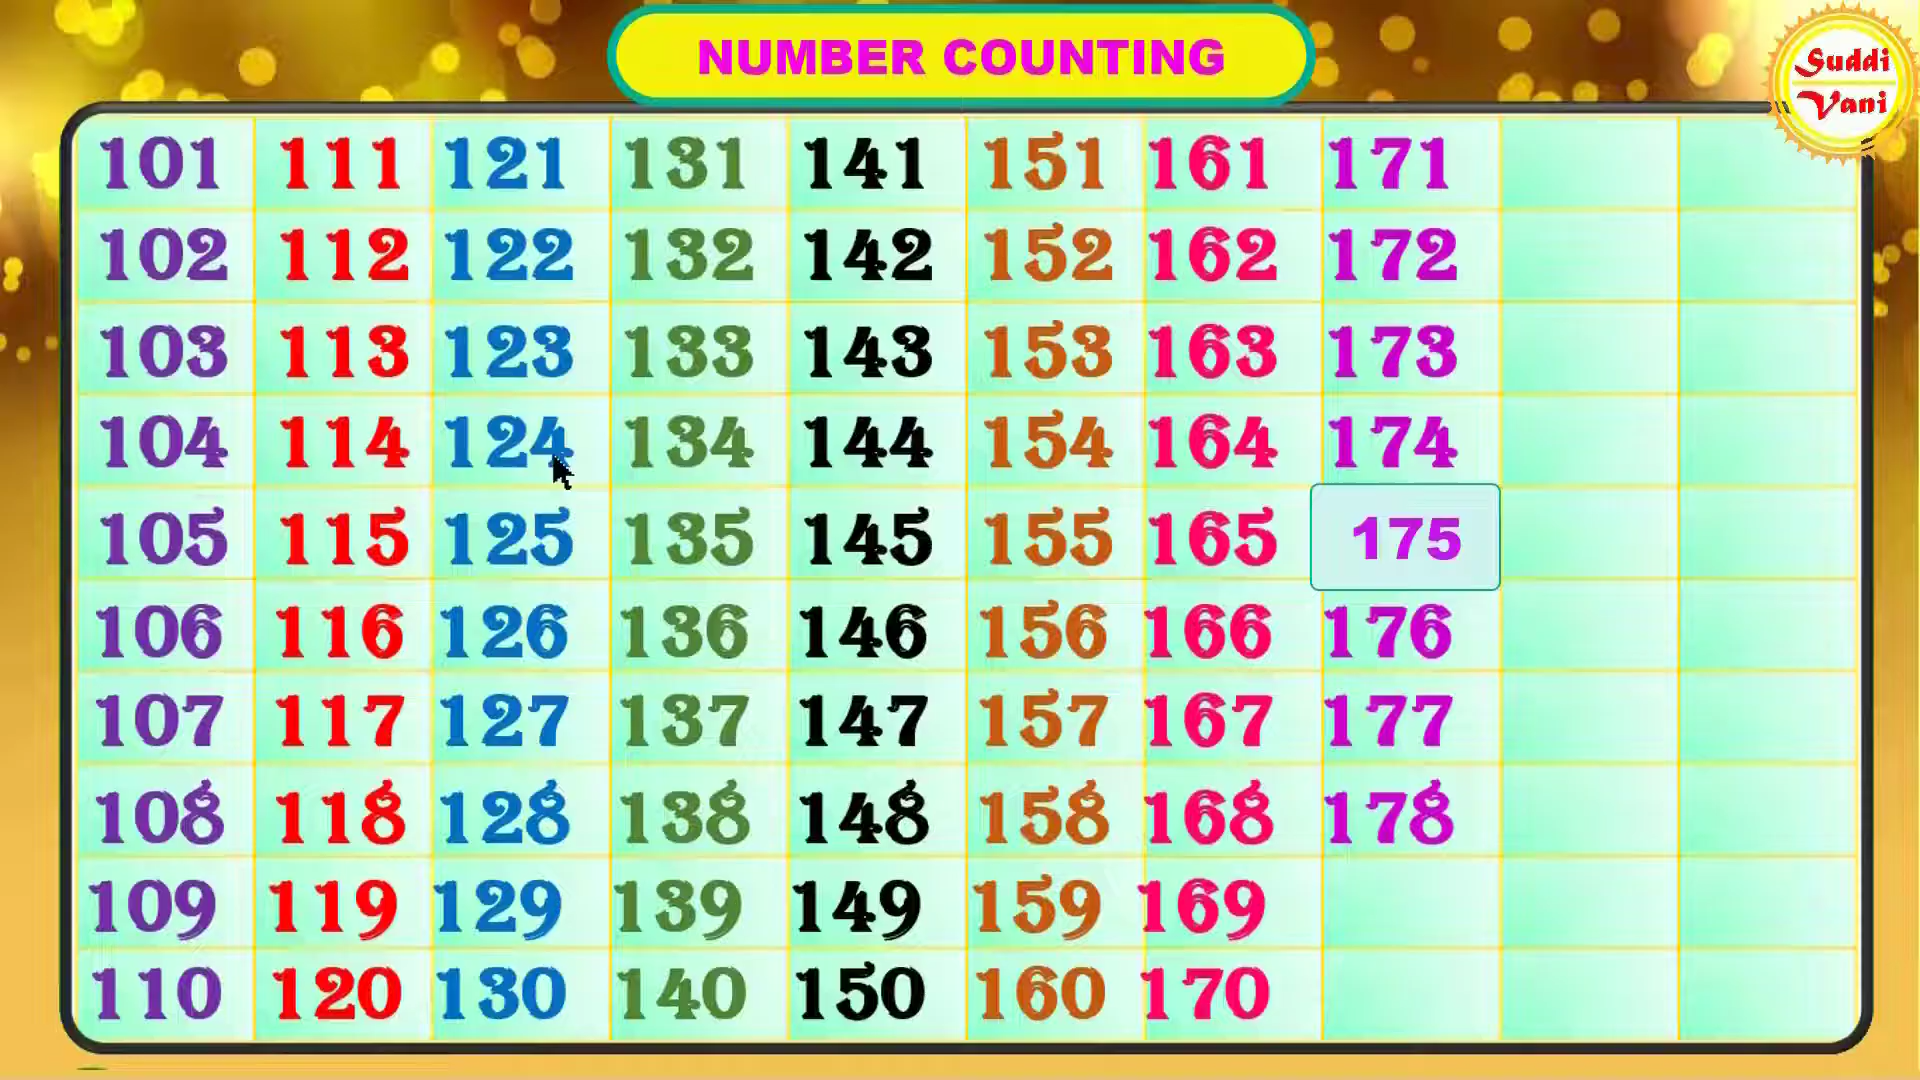 NUMBER COUNTING
Suddi
Vani
101 111 121 131 141 151 161 171
102 112 122 132 142 152 162 172
103 113 123 133 143 153 163 173
104 114 124 134 144 154 164 174
105 115 125 135 145 155 165 175
106 116 126 136 146 156 166 176
107 117 127 137 147 157 167 177
108 118 128 138 148 158 168 178
109 119 129 139 149 159 169
110 120 130 140 150 160 170